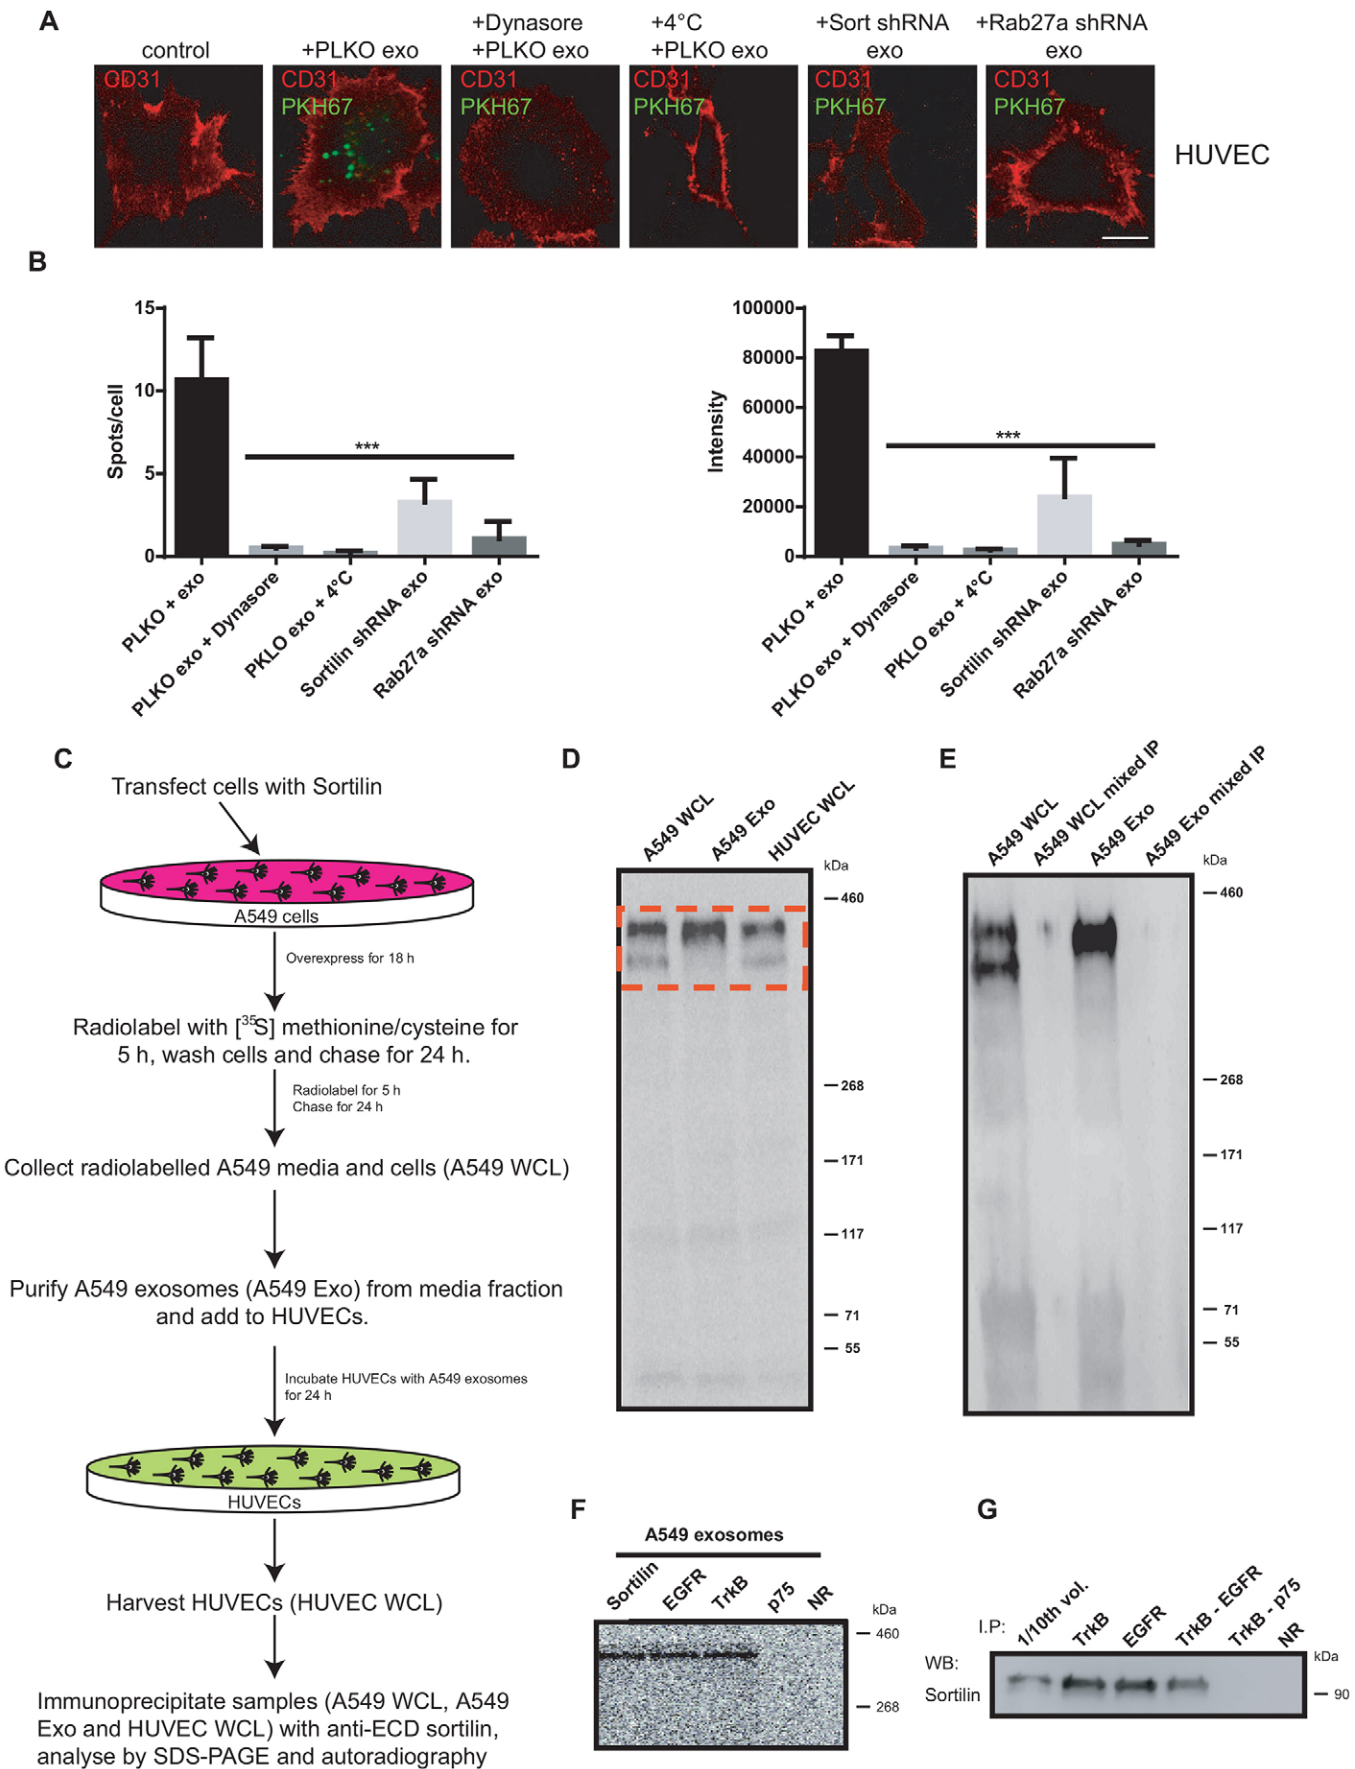 A
control
+PLKO exo
+Dynasore
+PLKO exo
+4°C
+PLKO exo
+Sort shRNA
exo
+Rab27a shRNA
exo
CD31
CD31
PKH67
CD31
PKH67
CD31
PKH67
CD31
PKH67
CD31
PKH67
HUVEC
B
Spots/cell
15
10
5
0
***
PLKO + exo
PLKO exo + Dynasore
PKLO exo + 4°C
Sortilin shRNA exo
Rab27a shRNA exo
Intensity
100000
80000
60000
40000
20000
0
***
PLKO + exo
PLKO exo + Dynasore
PKLO exo + 4°C
Sortilin shRNA exo
Rab27a shRNA exo
C
Transfect cells with Sortilin
A549 cells
Overexpress for 18 h
Radiolabel with [35S] methionine/cysteine for
5 h, wash cells and chase for 24 h.
Radiolabel for 5 h
Chase for 24 h
Collect radiolabelled A549 media and cells (A549 WCL)
Purify A549 exosomes (A549 Exo) from media fraction
and add to HUVECs.
Incubate HUVECs with A549 exosomes
for 24 h
HUVECs
Harvest HUVECs (HUVEC WCL)
Immunoprecipitate samples (A549 WCL, A549
Exo and HUVEC WCL) with anti-ECD sortilin,
analyse by SDS-PAGE and autoradiography
D
A549 WCL
A549 Exo
HUVEC WCL
kDa
460
268
171
117
71
55
E
A549 WCL
A549 WCL mixed IP
A549 Exo
A549 Exo mixed IP
kDa
460
268
171
117
71
55
F
A549 exosomes
Sortilin
EGFR
TrkB
p75
NR
kDa
460
268
G
I.P:
1/10th vol.
TrkB
EGFR
TrkB - EGFR
TrkB - p75
NR
WB:
Sortilin
kDa
90